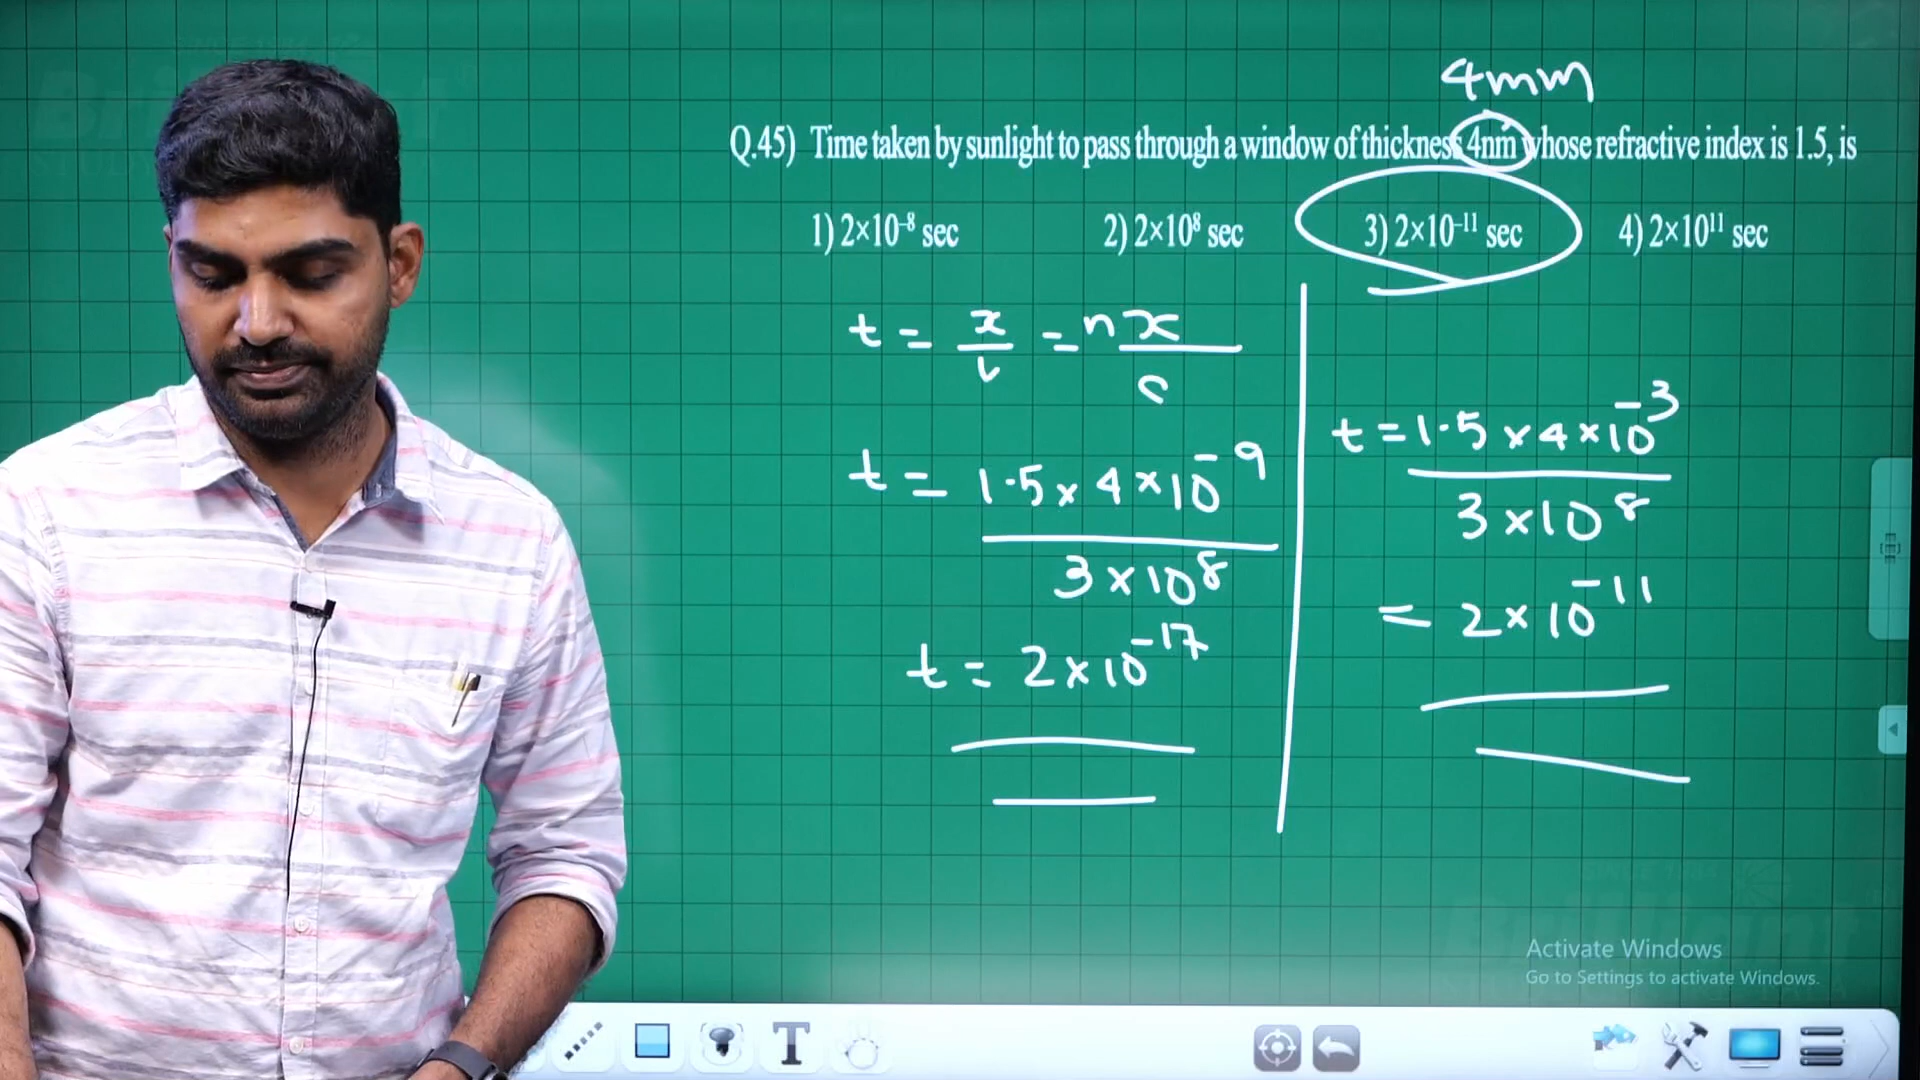 4mm
Q.45) Time taken by sunlight to pass through a window of thickness 4nm whose refractive index is 1.5, is
1) 2×10⁻⁸ sec 2) 2×10⁸ sec 3) 2×10⁻¹¹ sec 4) 2×10¹¹ sec
t = x/v = nx/c
t = 1.5 × 4 × 10⁻⁹
3 × 10⁸
t = 2 × 10⁻¹⁷
t = 1.5 × 4 × 10⁻³
3 × 10⁸
= 2 × 10⁻¹¹
Activate Windows
Go to Settings to activate Windows.
T